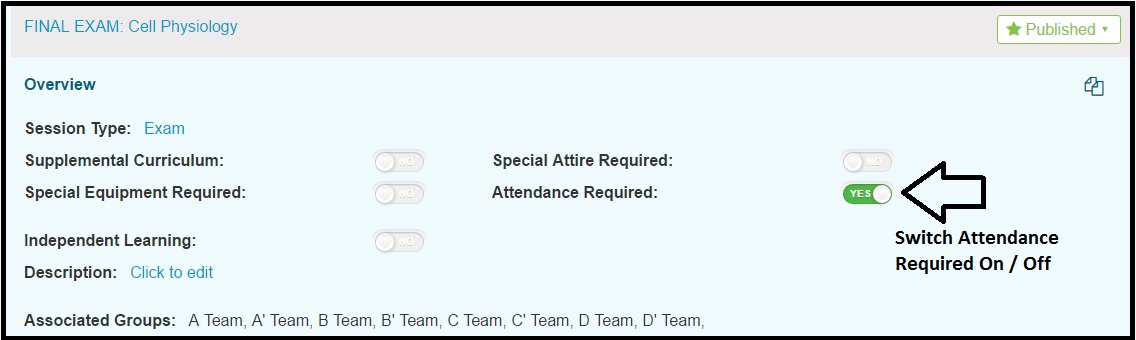 FINAL EXAM: Cell Physiology
Published
Overview
Session Type: Exam
Supplemental Curriculum: NO Special Attire Required: NO
Special Equipment Required: NO Attendance Required: YES
Switch Attendance
Required On / Off
Independent Learning: NO
Description: Click to edit
Associated Groups: A Team, A' Team, B Team, B' Team, C Team, C' Team, D Team, D' Team,